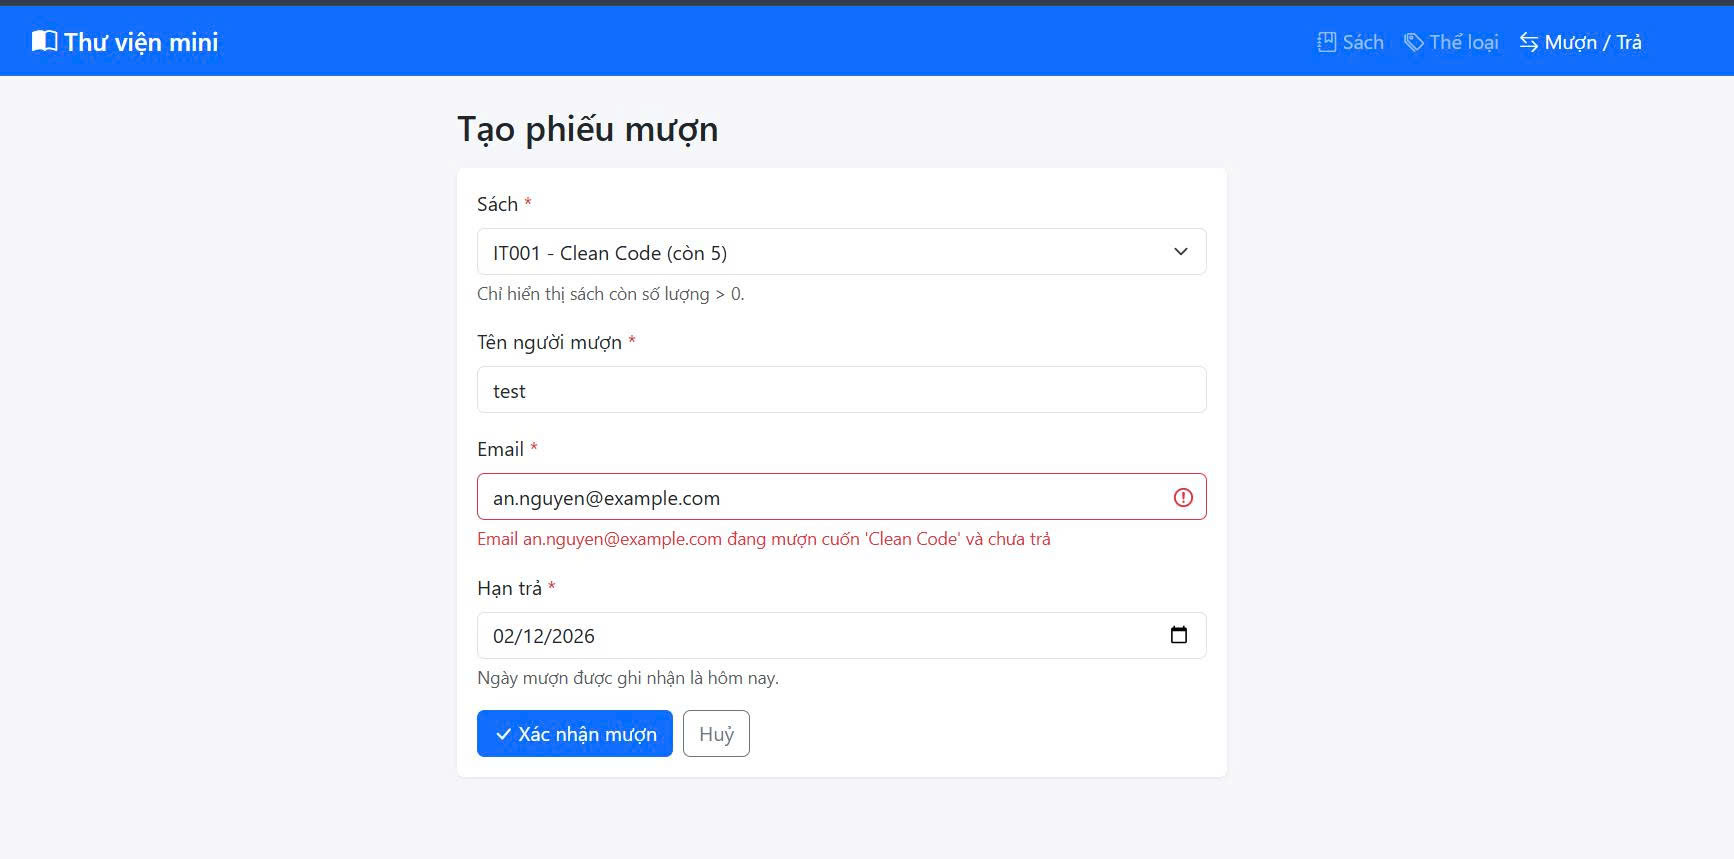 Thư viện mini
Sách
Thể loại
Mượn / Trả
Tạo phiếu mượn
Sách *
IT001 - Clean Code (còn 5)
Chỉ hiển thị sách còn số lượng > 0.
Tên người mượn *
test
Email *
an.nguyen@example.com
Email an.nguyen@example.com đang mượn cuốn 'Clean Code' và chưa trả
Hạn trả *
02/12/2026
Ngày mượn được ghi nhận là hôm nay.
Xác nhận mượn
Huỷ